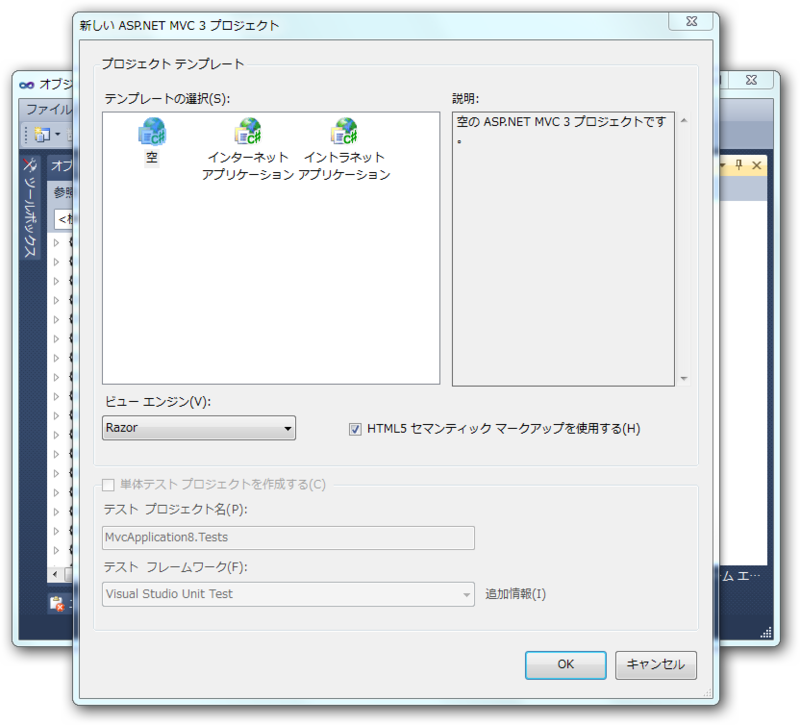 新しい ASP.NET MVC 3 プロジェクト
オブジ
ファイル
オブ
ツールボックス
プロジェクト テンプレート
テンプレートの選択(S):
説明:
空
インターネット
アプリケーション
イントラネット
アプリケーション
空の ASP.NET MVC 3 プロジェクトです
。
ビュー エンジン(V):
Razor
HTML5 セマンティック マークアップを使用する(H)
単体テスト プロジェクトを作成する(C)
テスト プロジェクト名(P):
MvcApplication8.Tests
テスト フレームワーク(F):
Visual Studio Unit Test
追加情報(I)
ム エ…
OK
キャンセル